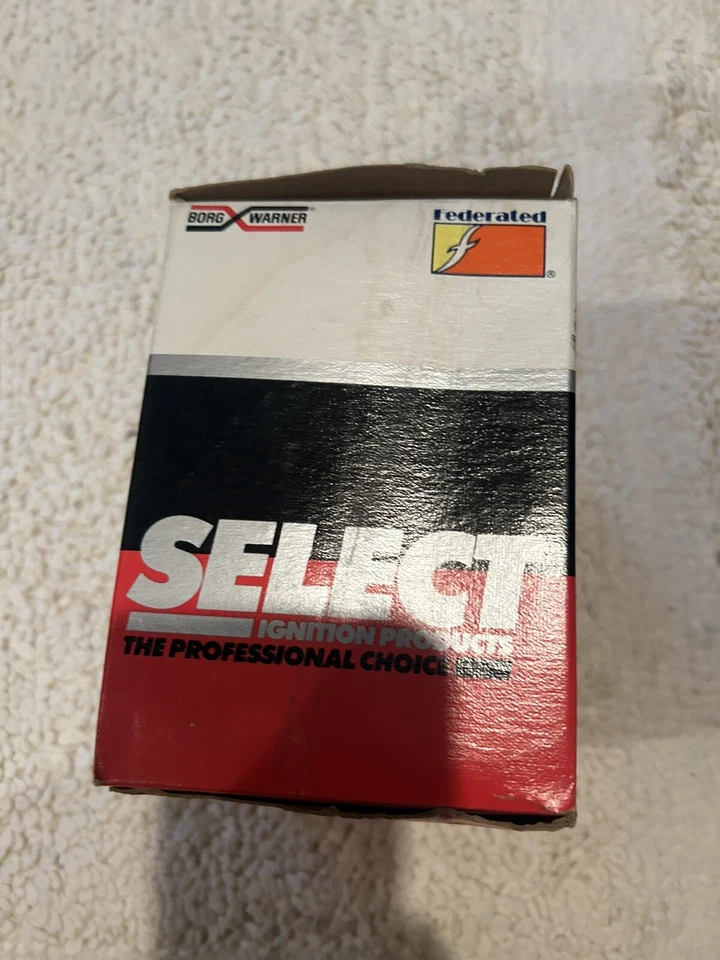 BORG WARNER
Federated
f
®
SELECT
IGNITION PRODUCTS
THE PROFESSIONAL CHOICE